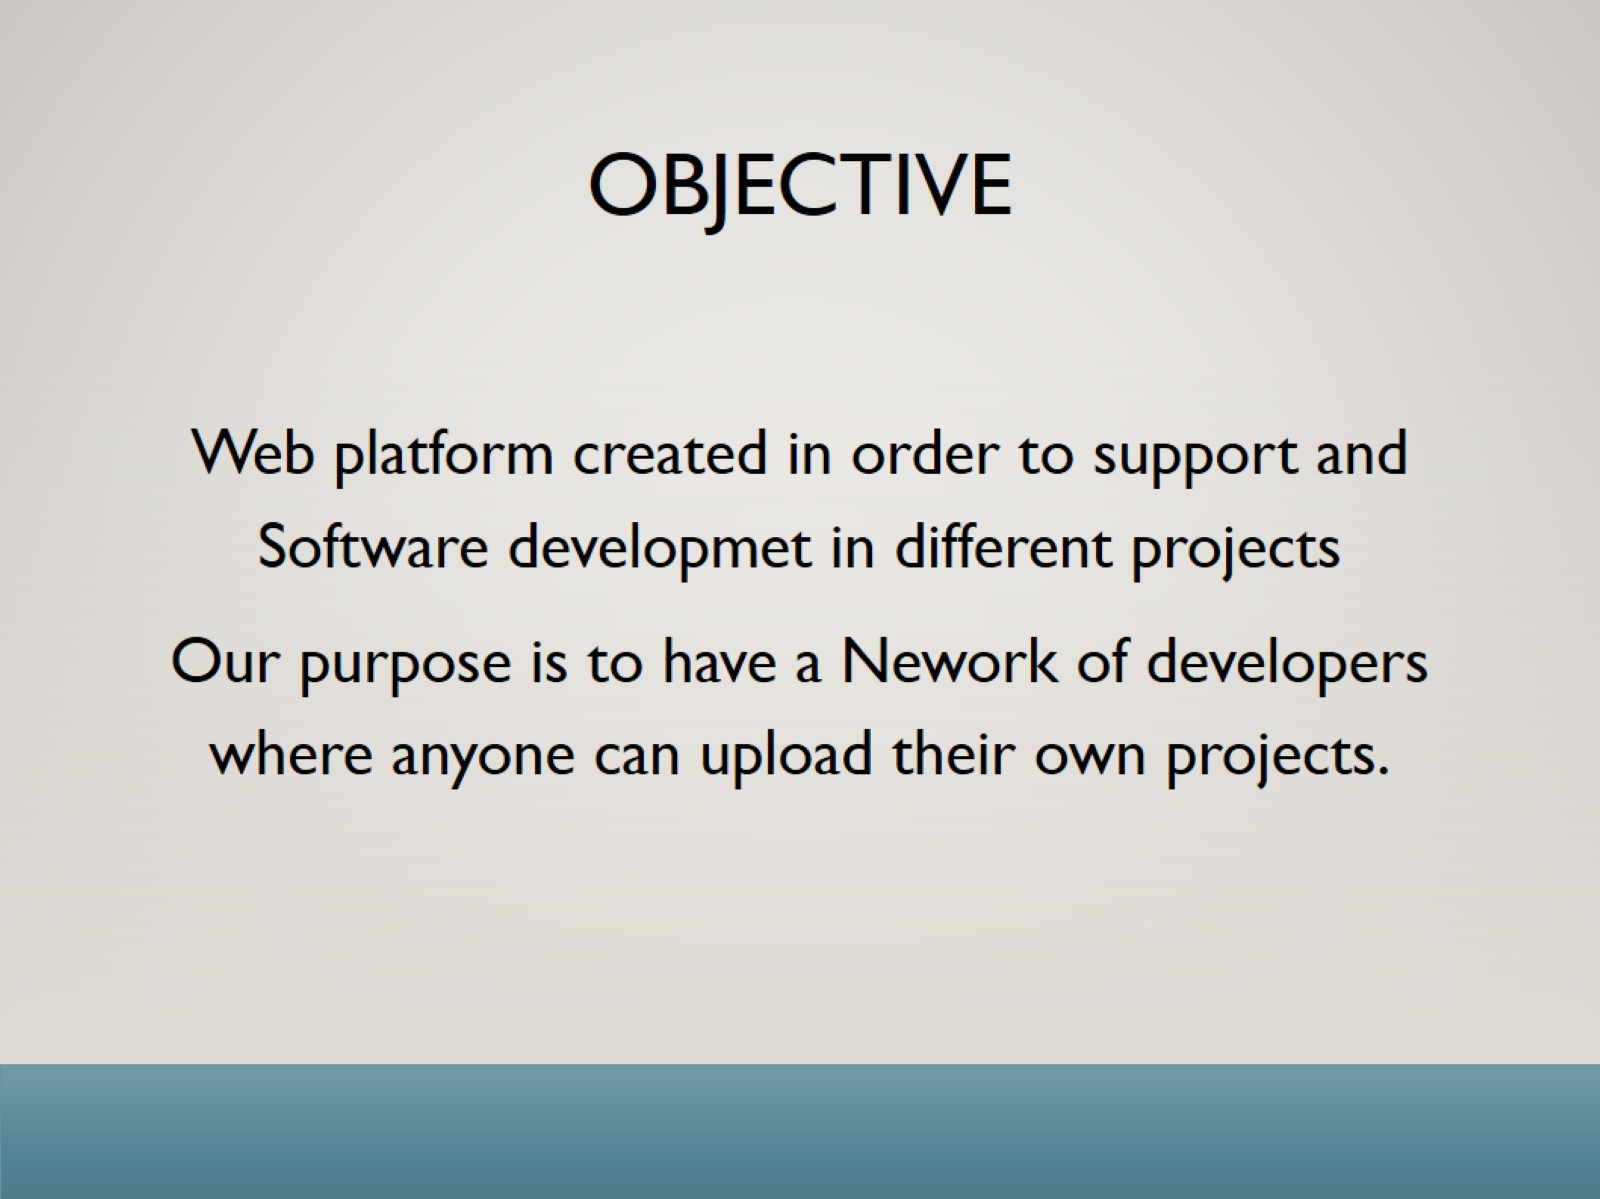 OBJECTIVE
Web platform created in order to support and
Software developmet in different projects
Our purpose is to have a Nework of developers
where anyone can upload their own projects.